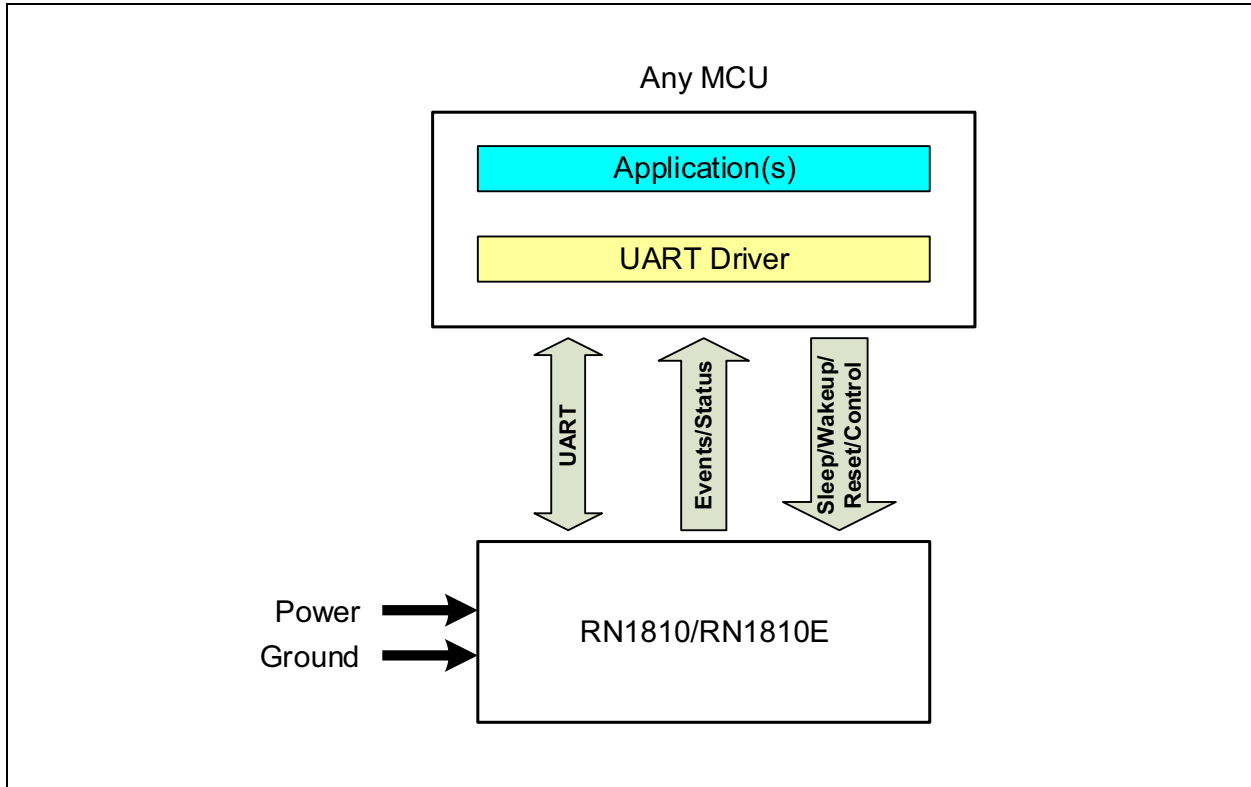 Any MCU
Application(s)
UART Driver
UART
Events/Status
Sleep/Wakeup/
Reset/Control
Power
Ground
RN1810/RN1810E